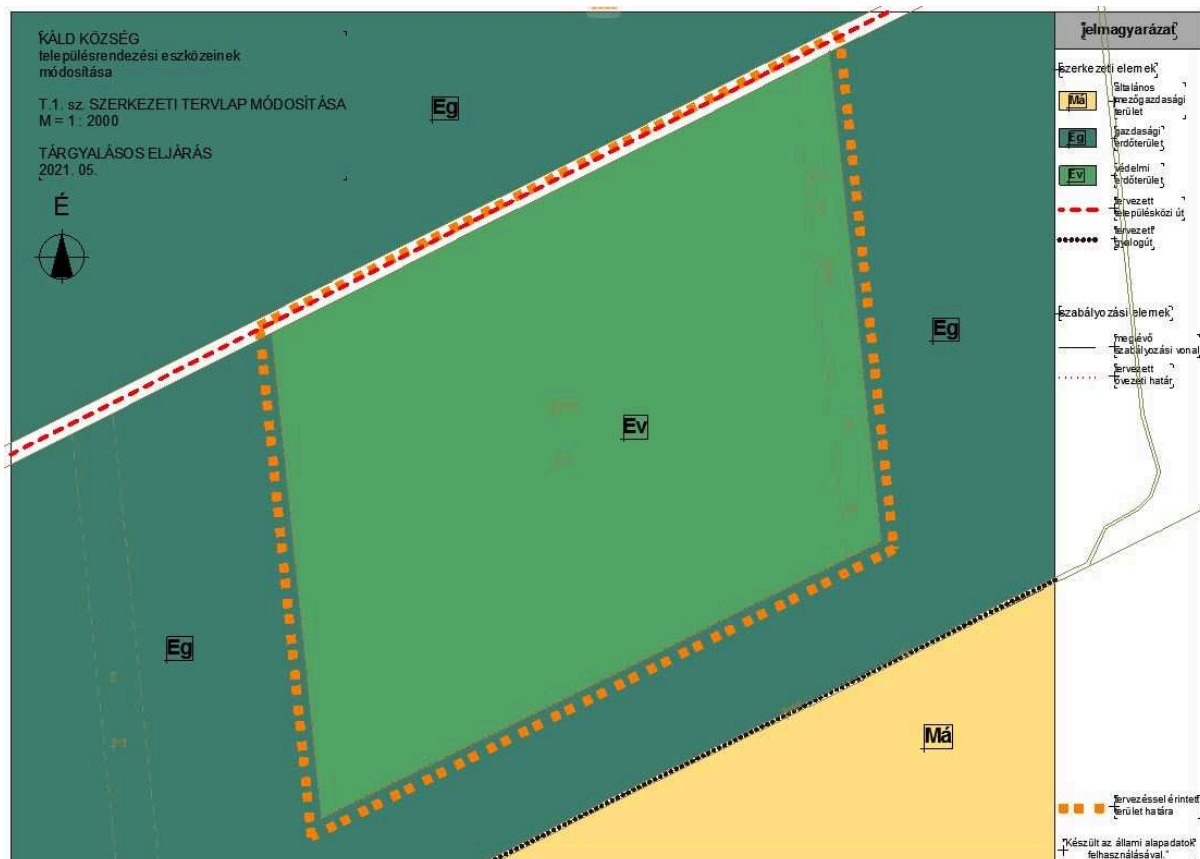 KÁLD KÖZSÉG
településrendezési eszközeinek
módosítása
T.1. sz. SZERKEZETI TERVLAP MÓDOSÍTÁSA
M = 1 : 2000
TÁRGYALÁSOS ELJÁRÁS
2021. 05.
É
Eg
Eg
Ev
Eg
Má
jelmagyarázat
szerkezeti elemek
Má
általános
mezőgazdasági
terület
Eg
gazdasági
erdőterület
Ev
védelmi
erdőterület
tervezett
településközi út
tervezett
gyalogút
szabályozási elemek
meglévő
szabályozási vonal
tervezett
övezeti határ
tervezéssel érintett
terület határa
"Készült az állami alapadatok
felhasználásával."